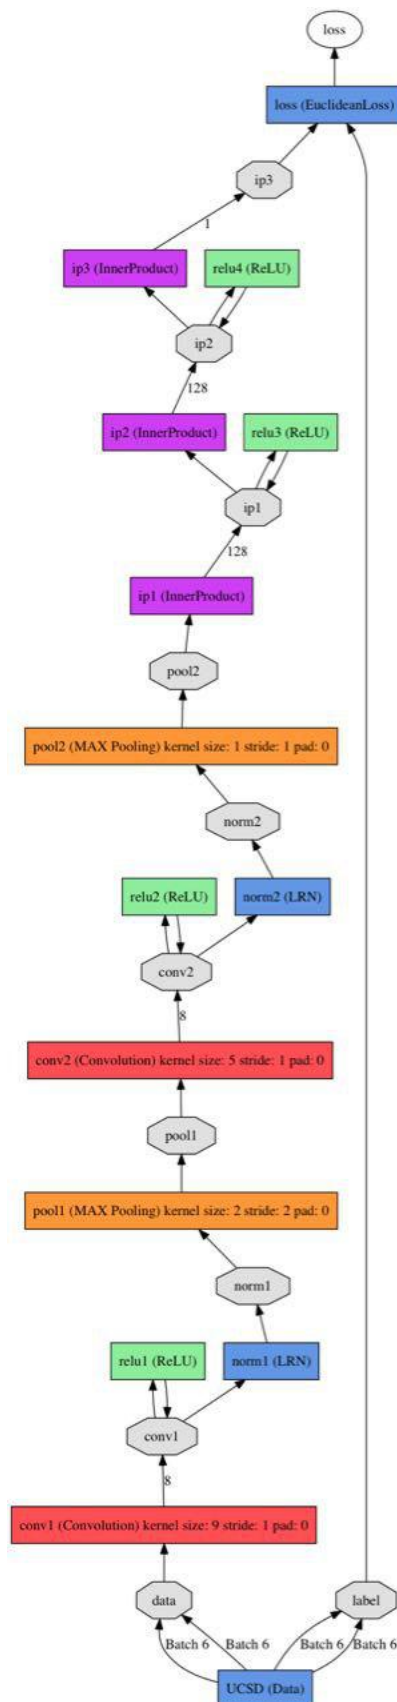 loss
loss (EuclideanLoss)
ip3
1
ip3 (InnerProduct)
relu4 (ReLU)
ip2
128
ip2 (InnerProduct)
relu3 (ReLU)
ip1
128
ip1 (InnerProduct)
pool2
pool2 (MAX Pooling) kernel size: 1 stride: 1 pad: 0
norm2
relu2 (ReLU)
norm2 (LRN)
conv2
8
conv2 (Convolution) kernel size: 5 stride: 1 pad: 0
pool1
pool1 (MAX Pooling) kernel size: 2 stride: 2 pad: 0
norm1
relu1 (ReLU)
norm1 (LRN)
conv1
8
conv1 (Convolution) kernel size: 9 stride: 1 pad: 0
data
label
Batch 6
Batch 6
Batch 6
Batch 6
UCSD (Data)